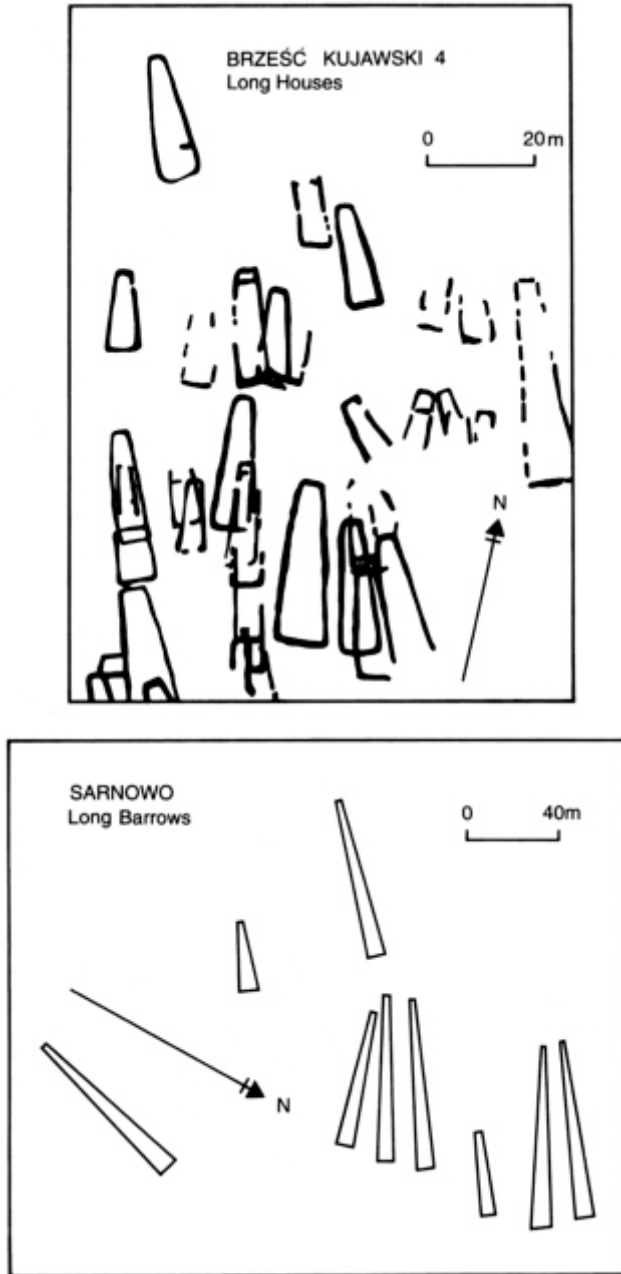 BRZEŚĆ KUJAWSKI 4
Long Houses
0 20m
N
SARNOWO
Long Barrows
0 40m
N